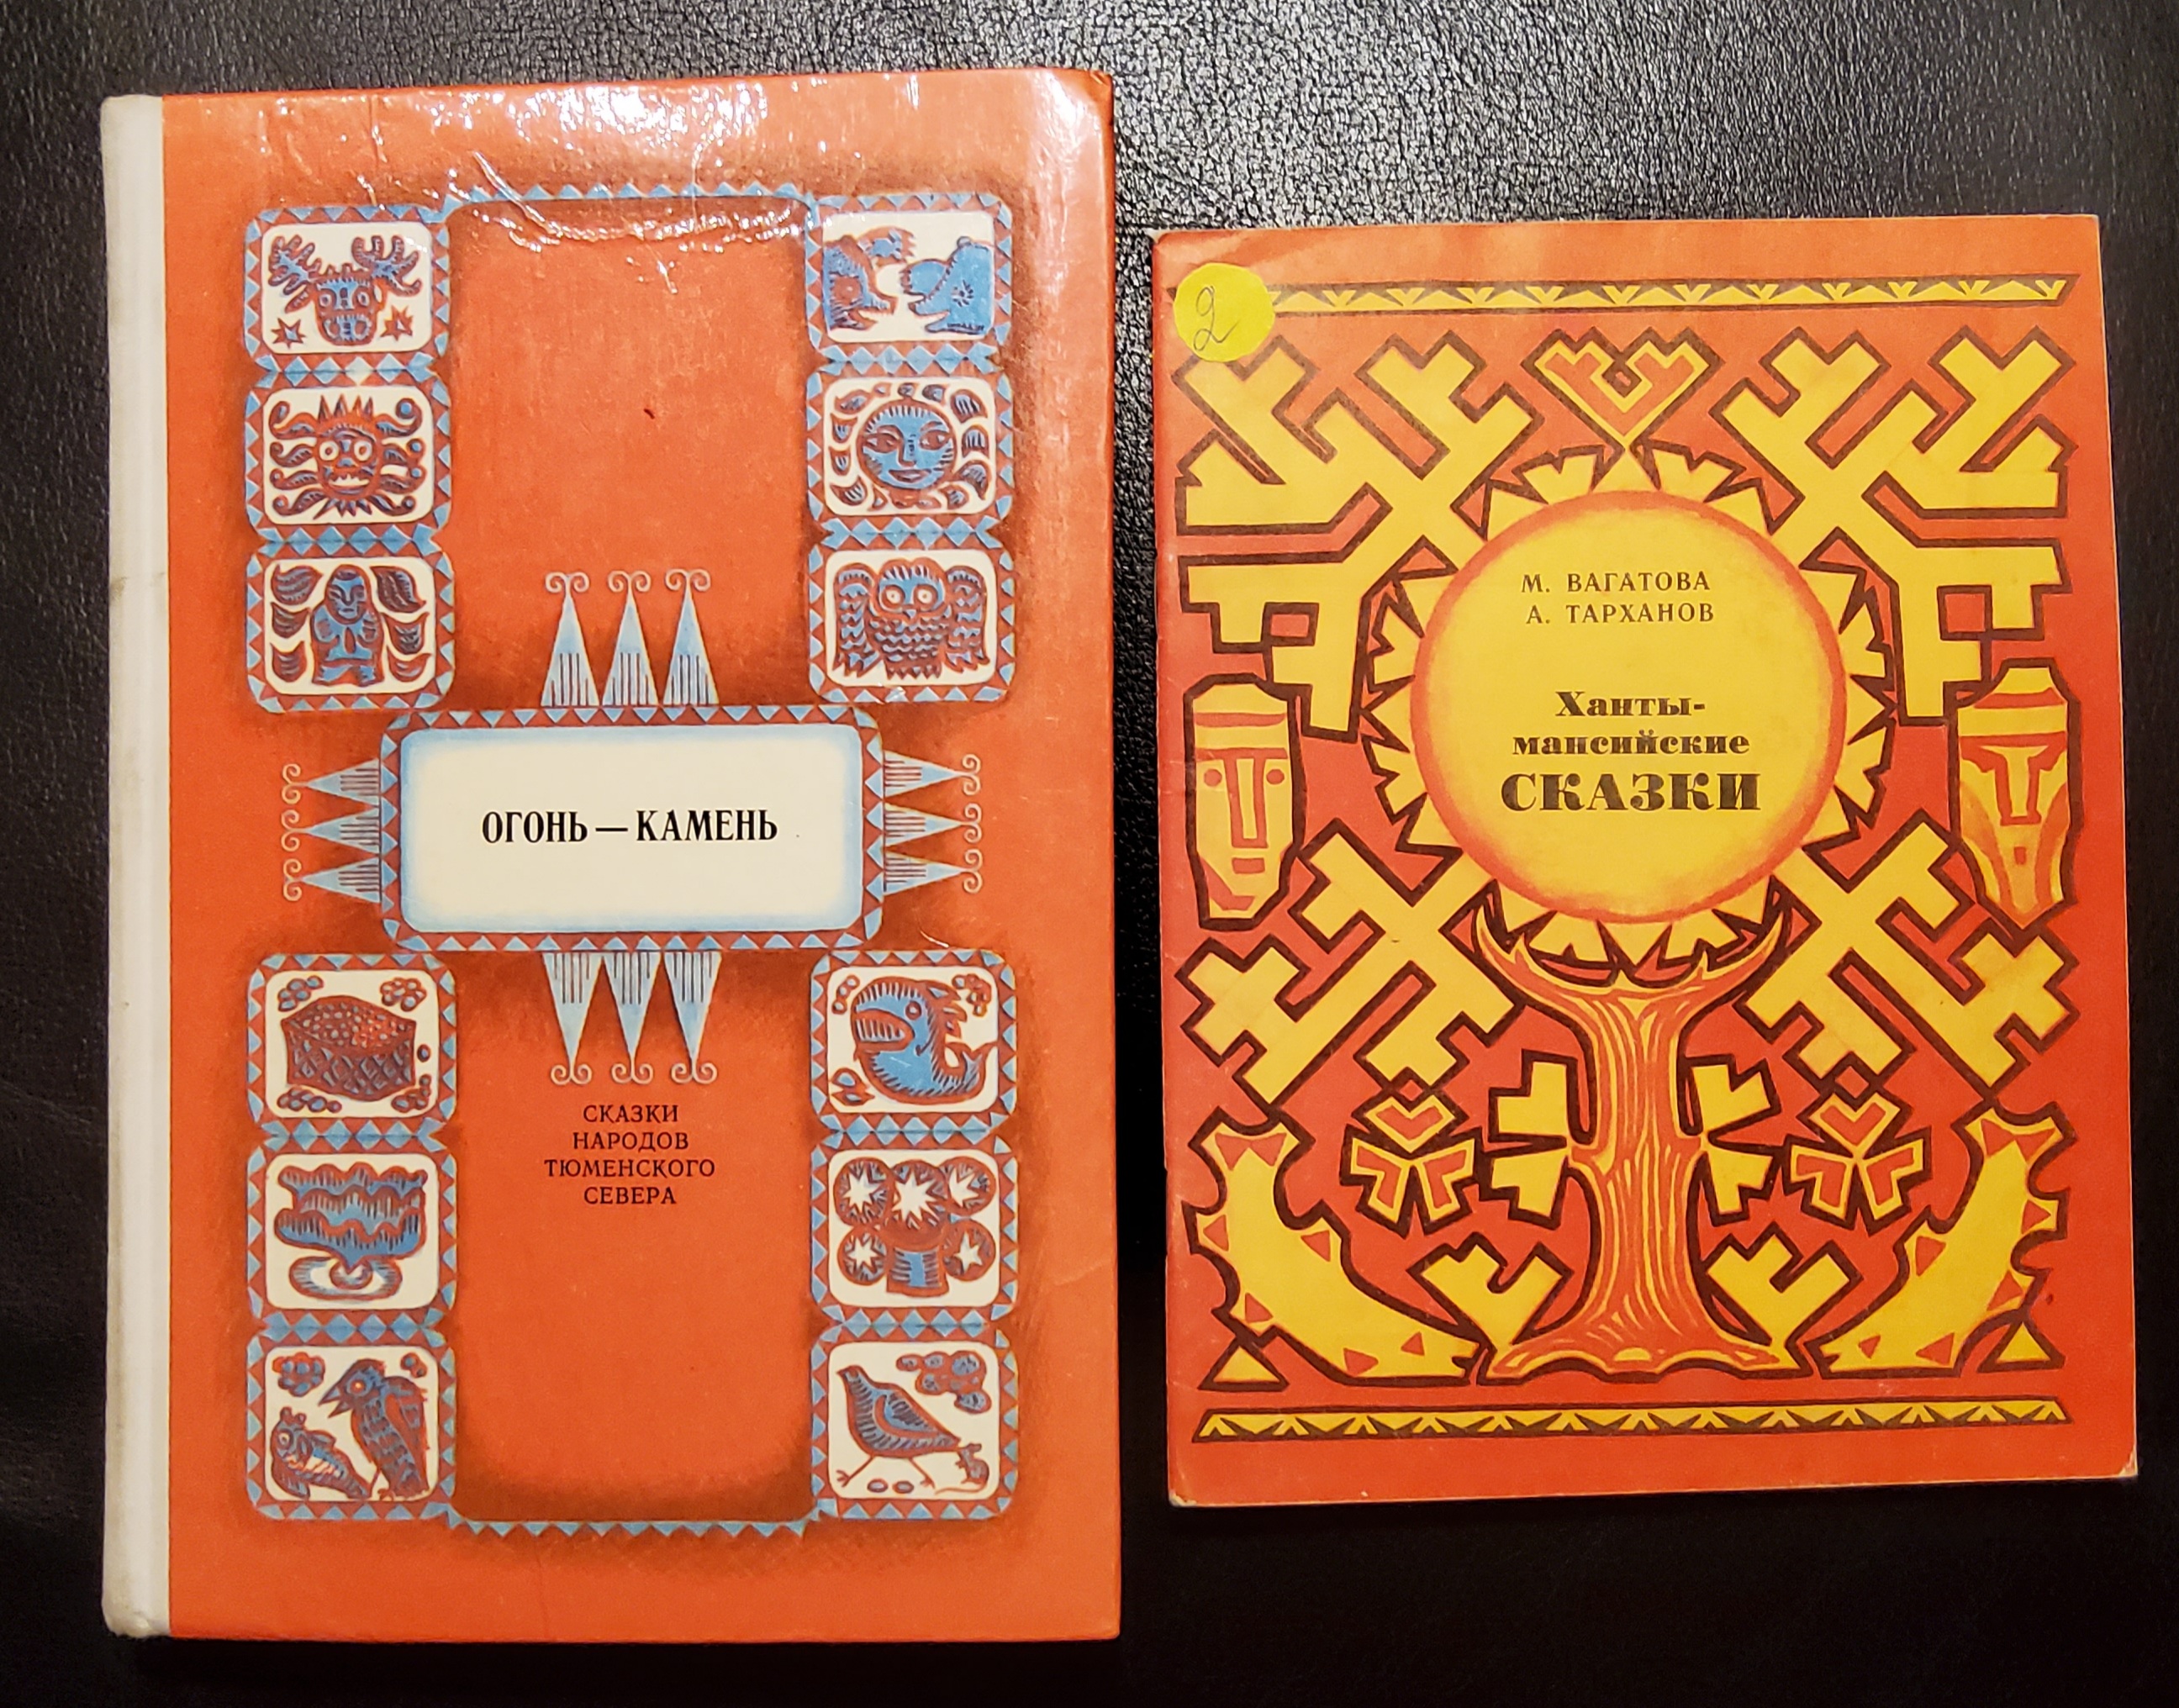 ОГОНЬ — КАМЕНЬ
СКАЗКИ
НАРОДОВ
ТЮМЕНСКОГО
СЕВЕРА
2
М. ВАГАТОВА
А. ТАРХАНОВ
Ханты-
мансийские
СКАЗКИ